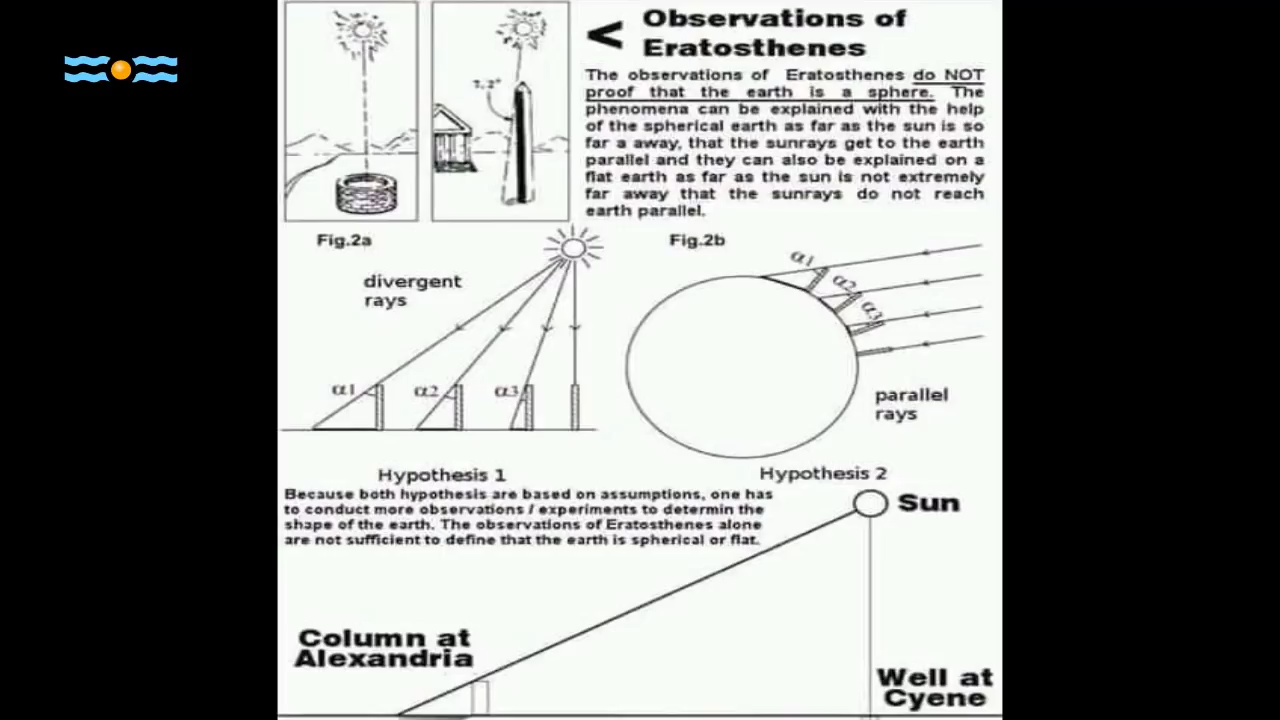 < Observations of
Eratosthenes
The observations of Eratosthenes do NOT
proof that the earth is a sphere. The
phenomena can be explained with the help
of the spherical earth as far as the sun is so
far a away, that the sunrays get to the earth
parallel and they can also be explained on a
flat earth as far as the sun is not extremely
far away that the sunrays do not reach
earth parallel.
7,2°
Fig.2a
Fig.2b
divergent
rays
α1
α2
α3
α1
α2
α3
parallel
rays
Hypothesis 1
Hypothesis 2
Because both hypothesis are based on assumptions, one has
to conduct more observations / experiments to determin the
shape of the earth. The observations of Eratosthenes alone
are not sufficient to define that the earth is spherical or flat.
Sun
Column at
Alexandria
Well at
Cyene